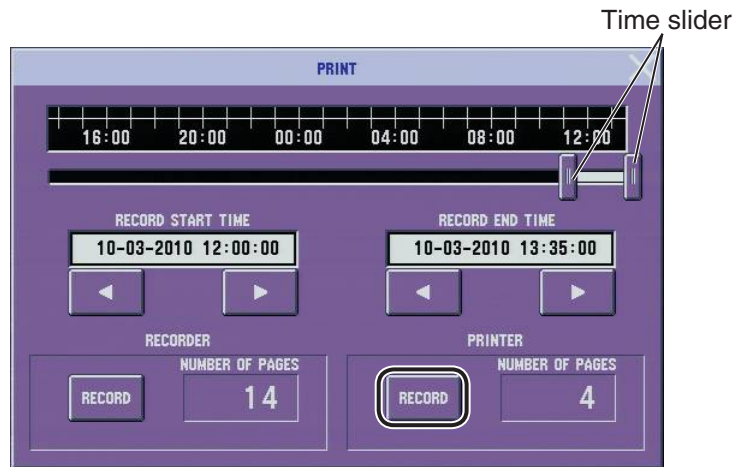 Time slider
PRINT
16:00 20:00 00:00 04:00 08:00 12:00
RECORD START TIME
10-03-2010 12:00:00
RECORD END TIME
10-03-2010 13:35:00
RECORDER
RECORD
NUMBER OF PAGES
14
PRINTER
RECORD
NUMBER OF PAGES
4